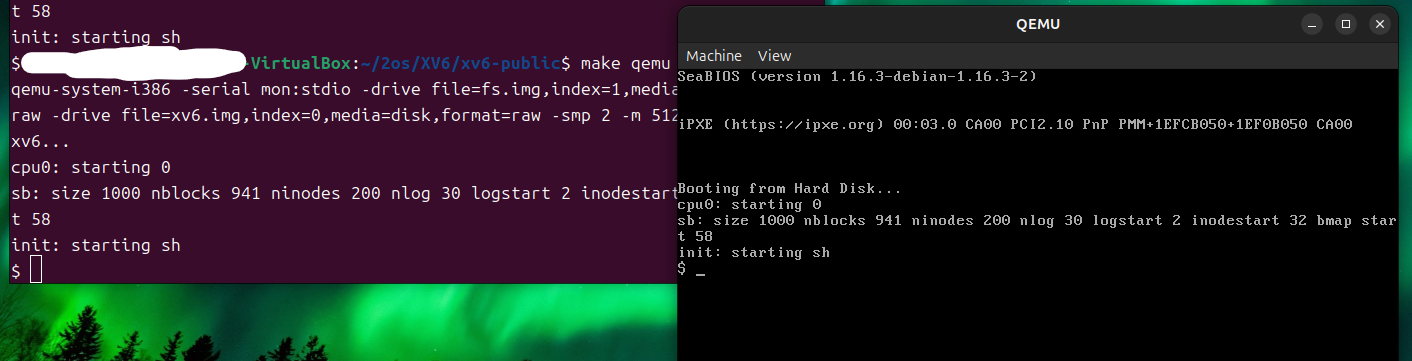 t 58
init: starting sh
$ -VirtualBox:~/2os/XV6/xv6-public$ make qemu
qemu-system-i386 -serial mon:stdio -drive file=fs.img,index=1,media
raw -drive file=xv6.img,index=0,media=disk,format=raw -smp 2 -m 512
xv6...
cpu0: starting 0
sb: size 1000 nblocks 941 ninodes 200 nlog 30 logstart 2 inodestart
t 58
init: starting sh
$
QEMU
Machine View
SeaBIOS (version 1.16.3-debian-1.16.3-2)
iPXE (https://ipxe.org) 00:03.0 CA00 PCI2.10 PnP PMM+1EFCB050+1EF0B050 CA00
Booting from Hard Disk...
cpu0: starting 0
sb: size 1000 nblocks 941 ninodes 200 nlog 30 logstart 2 inodestart 32 bmap star
t 58
init: starting sh
$ _